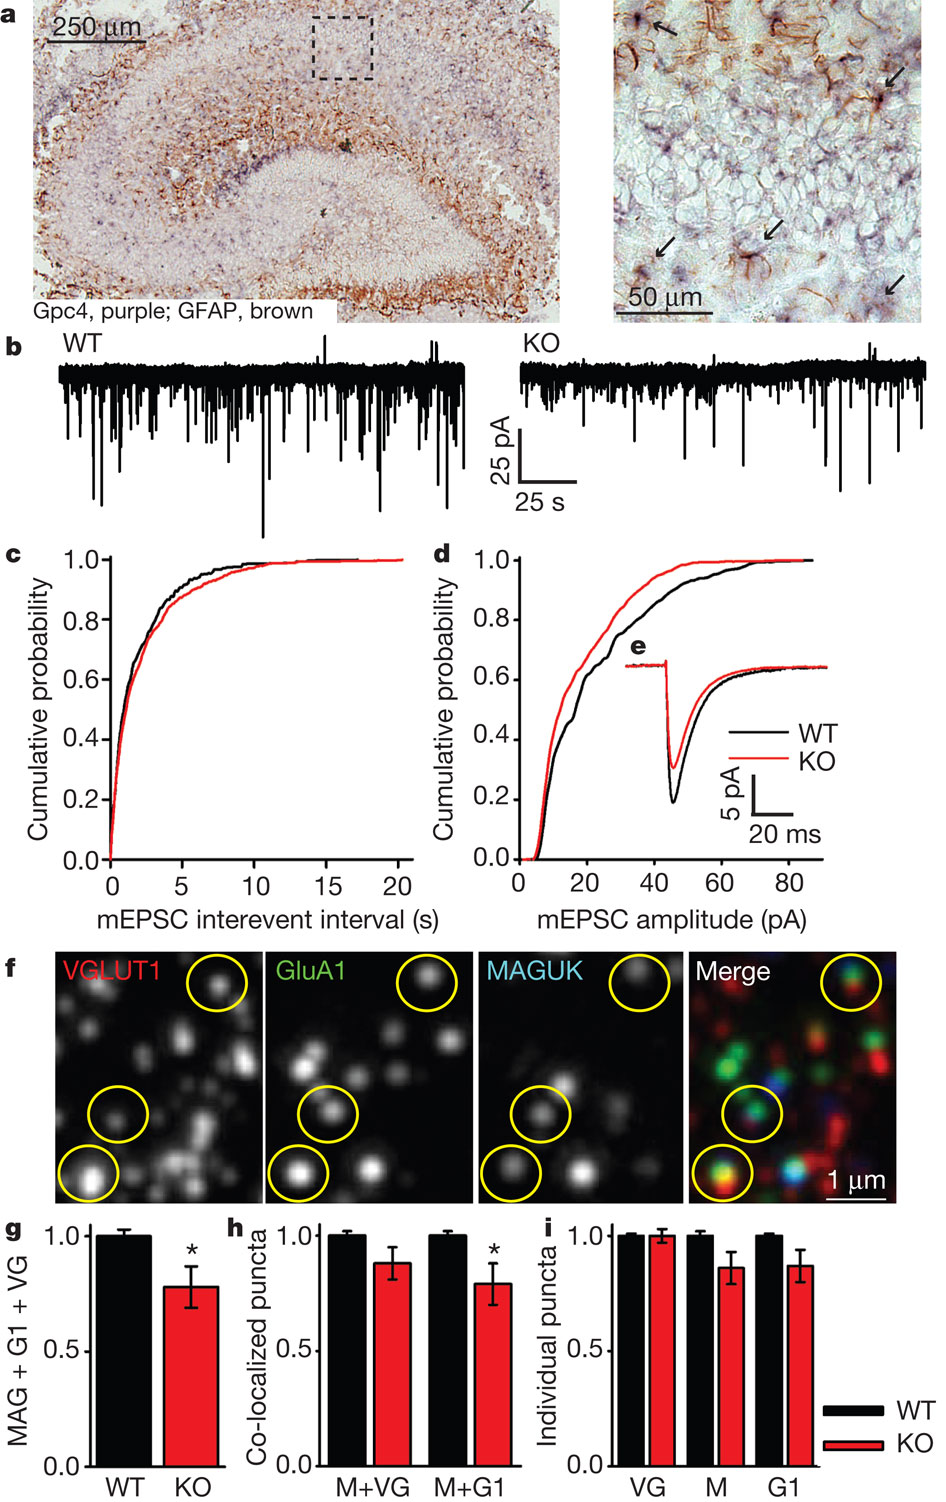 a
250 µm
Gpc4, purple; GFAP, brown
50 µm
b
WT
KO
25 pA
25 s
c
Cumulative probability
1.0
0.8
0.6
0.4
0.2
0.0
0 5 10 15 20
mEPSC interevent interval (s)
d
Cumulative probability
1.0
0.8
0.6
0.4
0.2
0.0
0 20 40 60 80
mEPSC amplitude (pA)
e
WT
KO
5 pA
20 ms
f
VGLUT1
GluA1
MAGUK
Merge
1 µm
g
MAG + G1 + VG
1.0
0.5
0.0
*
WT KO
h
Co-localized puncta
1.0
0.5
0.0
*
M+VG M+G1
i
Individual puncta
1.0
0.5
0.0
VG M G1
WT
KO